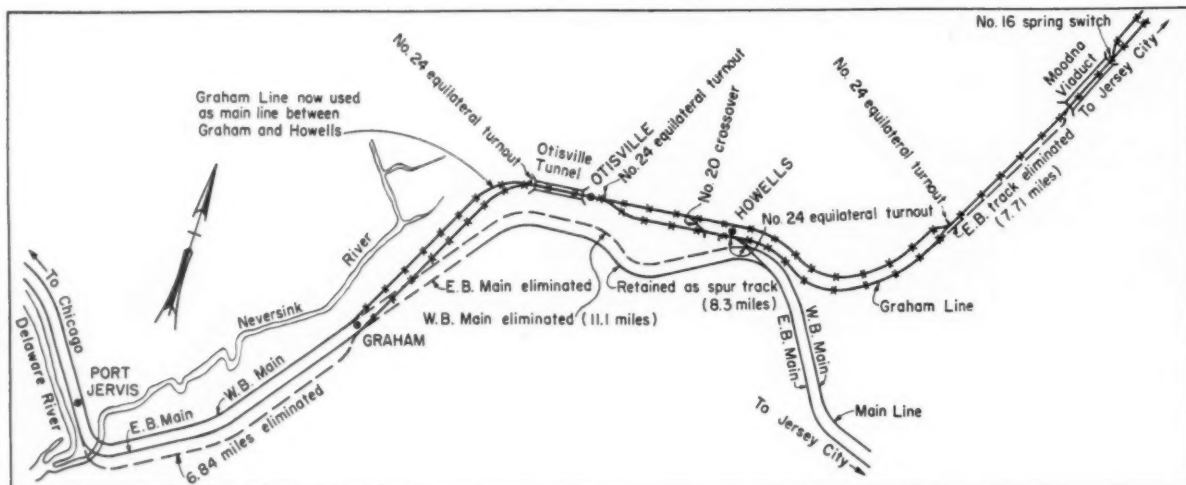 No. 16 spring switch
Moodna
Viaduct
To Jersey City
No. 24 equilateral turnout
No. 24 equilateral turnout
No. 20 crossover
No. 24 equilateral turnout
Graham Line now used
as main line between
Graham and Howells
Otisville
Tunnel
OTISVILLE
HOWELLS
No. 24 equilateral turnout
E.B. track eliminated
(7.71 miles)
River
Neversink
E.B. Main eliminated
W.B. Main eliminated (11.1 miles)
Retained as spur track
(8.3 miles)
Graham Line
To Chicago
Delaware River
PORT
JERVIS
GRAHAM
W.B. Main
E.B. Main
6.84 miles eliminated
E.B. Main
W.B. Main
Main Line
To Jersey City